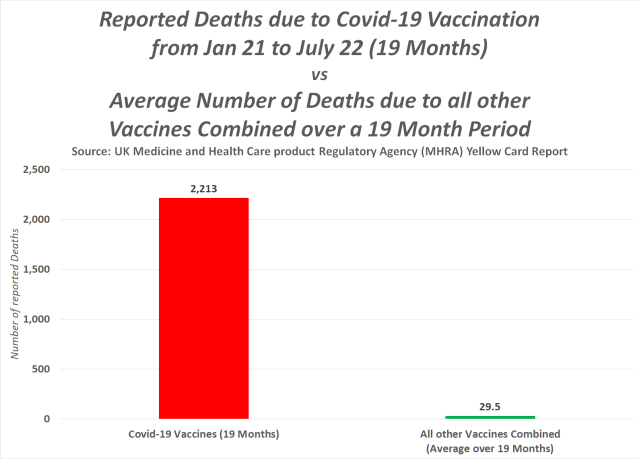 Reported Deaths due to Covid-19 Vaccination
from Jan 21 to July 22 (19 Months)
vs
Average Number of Deaths due to all other
Vaccines Combined over a 19 Month Period
Source: UK Medicine and Health Care product Regulatory Agency (MHRA) Yellow Card Report
Number of reported Deaths
2,500
2,000
1,500
1,000
500
0
2,213
29.5
Covid-19 Vaccines (19 Months)
All other Vaccines Combined
(Average over 19 Months)